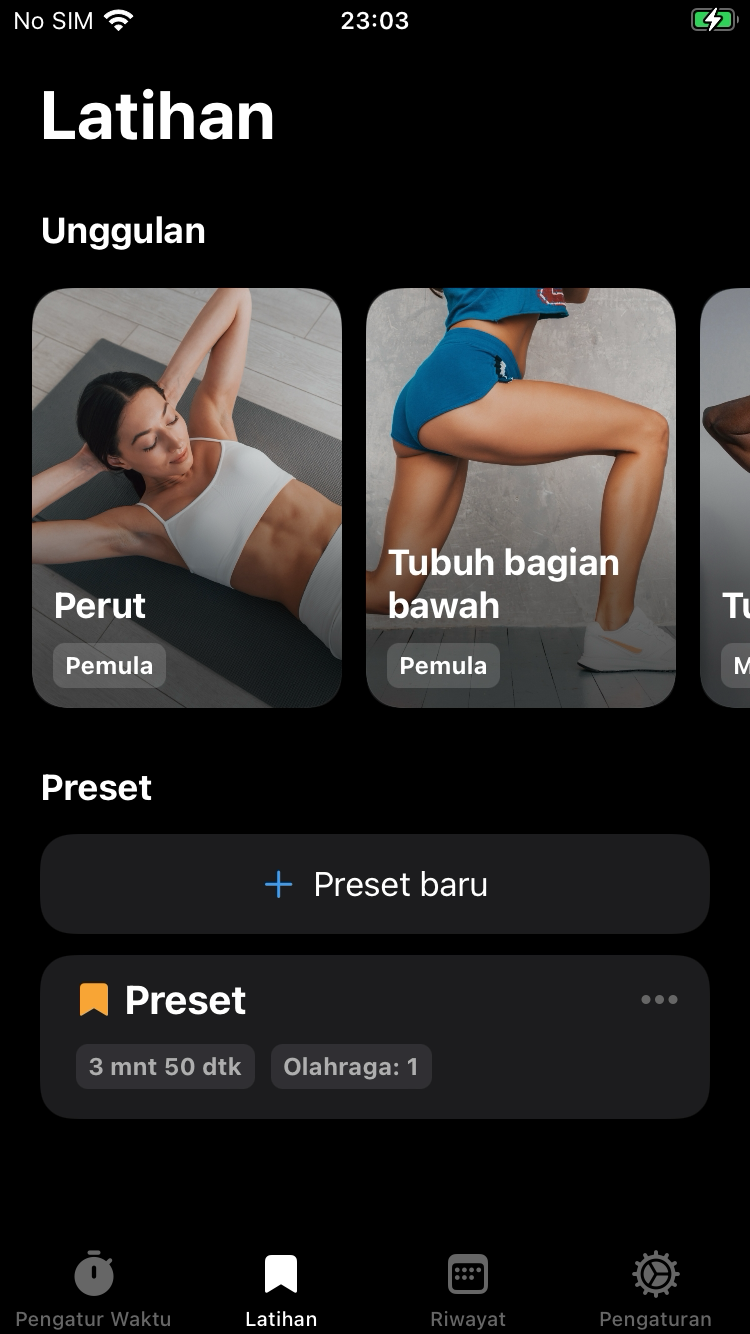 No SIM
23:03
Latihan
Unggulan
Perut
Pemula
Tubuh bagian
bawah
Pemula
Preset
Preset baru
Preset
3 mnt 50 dtk
Olahraga: 1
Pengatur Waktu
Latihan
Riwayat
Pengaturan